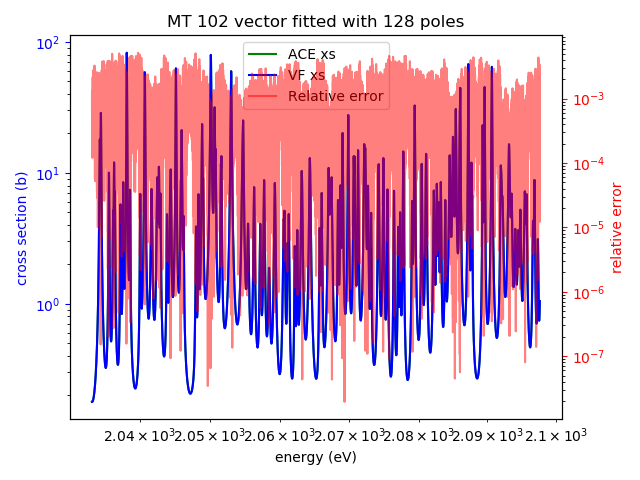 MT 102 vector fitted with 128 poles
ACE xs
VF xs
Relative error
cross section (b)
10²
10¹
10⁰
relative error
10⁻³
10⁻⁴
10⁻⁵
10⁻⁶
10⁻⁷
2.04 × 10³ 2.05 × 10³ 2.06 × 10³ 2.07 × 10³ 2.08 × 10³ 2.09 × 10³ 2.1 × 10³
energy (eV)